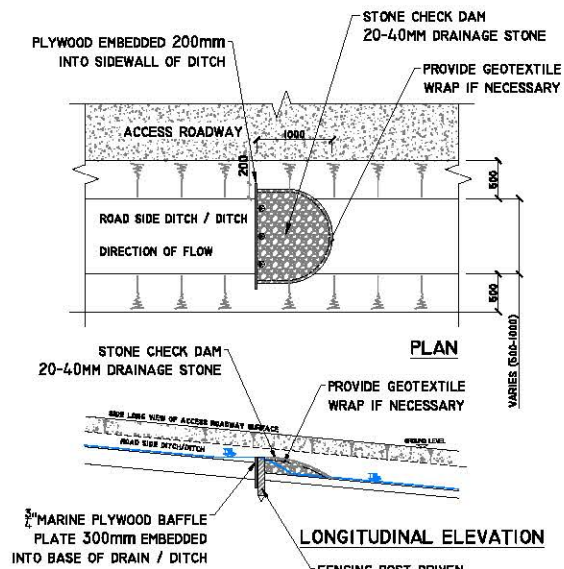 STONE CHECK DAM
20-40MM DRAINAGE STONE
PLYWOOD EMBEDDED 200mm
INTO SIDEWALL OF DITCH
PROVIDE GEOTEXTILE
WRAP IF NECESSARY
ACCESS ROADWAY
1000
200
500
ROAD SIDE DITCH / DITCH
DIRECTION OF FLOW
500
VARIES (500-1000)
PLAN
STONE CHECK DAM
20-40MM DRAINAGE STONE
PROVIDE GEOTEXTILE
WRAP IF NECESSARY
SIDE LONG VIEW OF ACCESS ROADWAY SURFACE
GROUND LEVEL
ROAD SIDE DITCH/DITCH
3/4" MARINE PLYWOOD BAFFLE
PLATE 300mm EMBEDDED
INTO BASE OF DRAIN / DITCH
LONGITUDINAL ELEVATION
FENCING POST DRIVEN